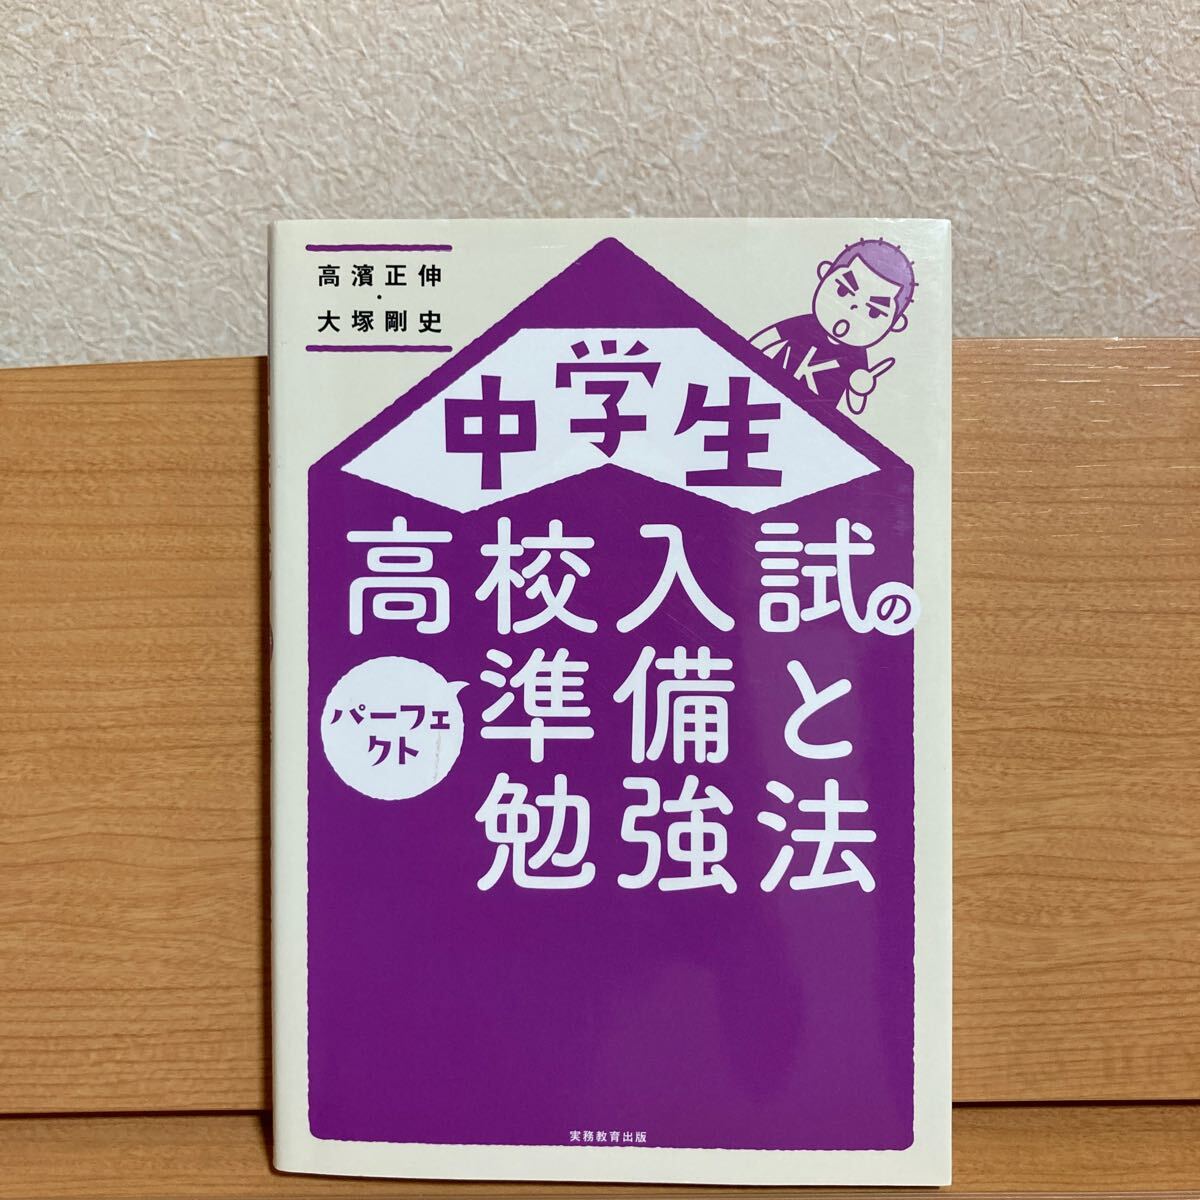 高濱正伸
・
大塚剛史
中学生
高校入試の
準備と
パーフェ
クト
勉強法
K
実務教育出版